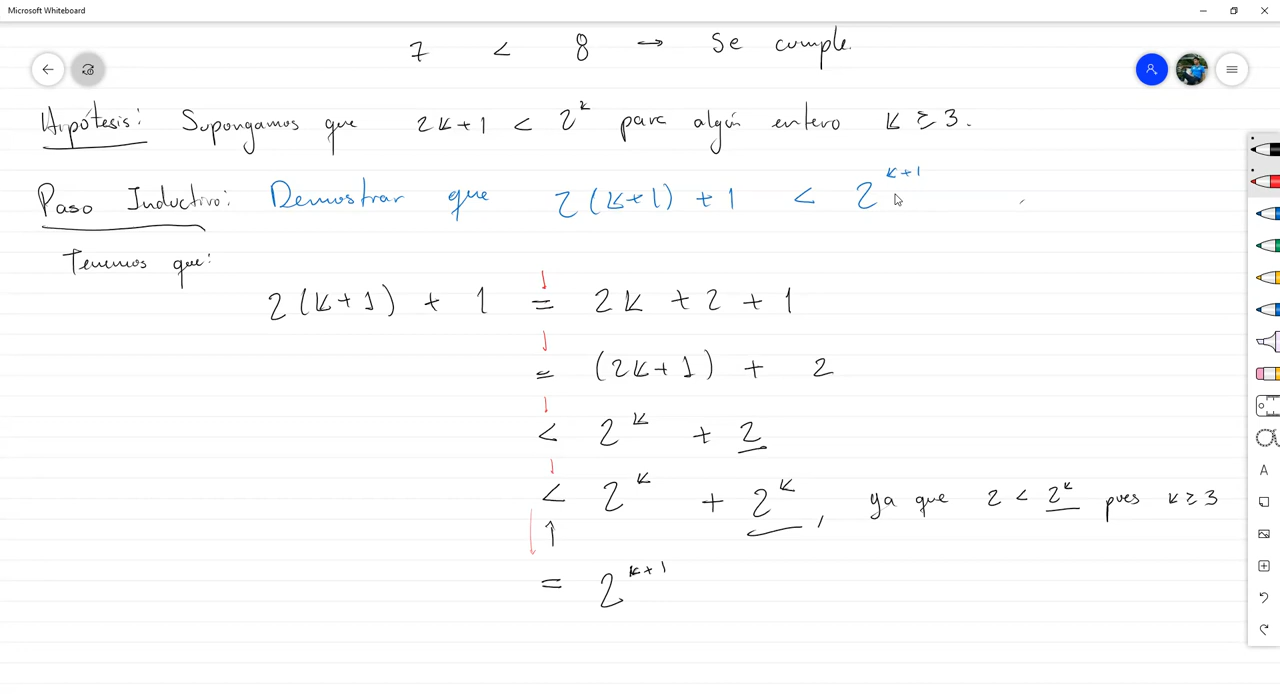 Microsoft Whiteboard
7 < 8 → Se cumple.
Hipótesis: Supongamos que 2k+1 < 2^k para algún entero k ≥ 3.
Paso Inductivo: Demostrar que 2(k+1) + 1 < 2^{k+1}
Tenemos que:
2(k+1) + 1 = 2k + 2 + 1
= (2k+1) + 2
< 2^k + 2
< 2^k + 2^k, ya que 2 < 2^k pues k ≥ 3
↑
= 2^{k+1}
A